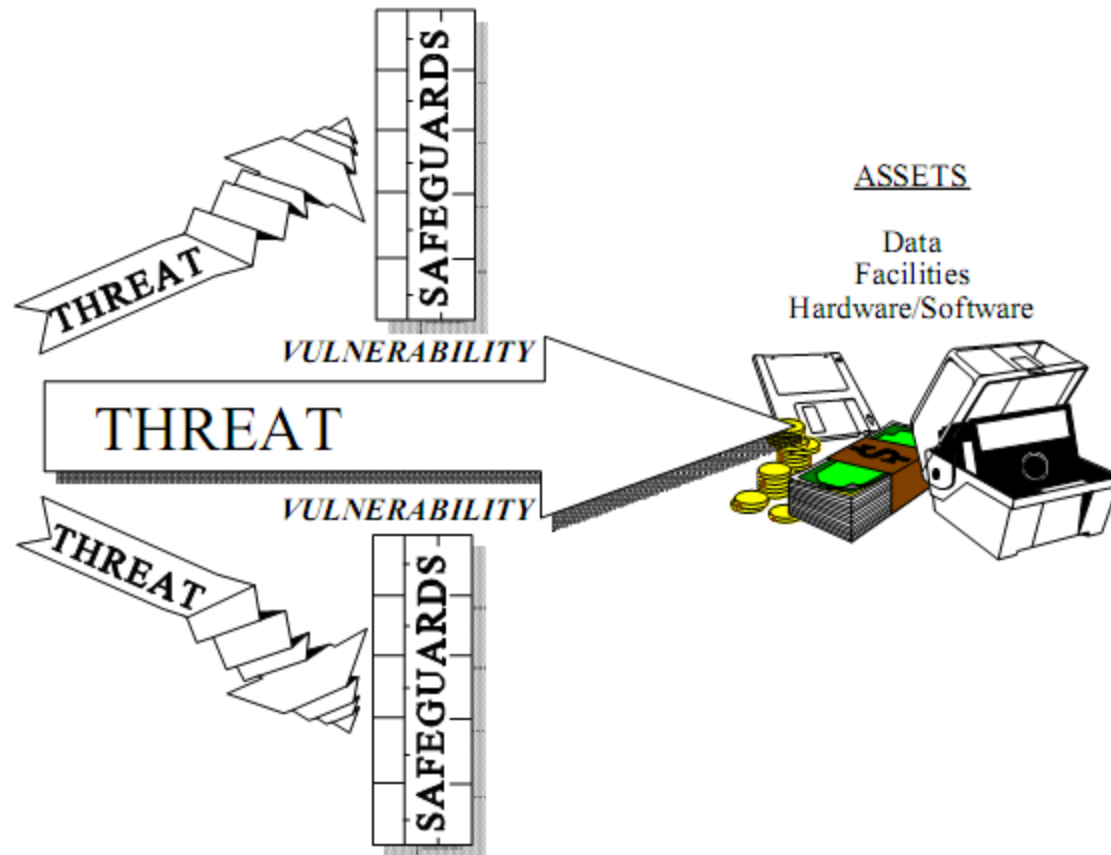 SAFEGUARDS
THREAT
ASSETS
Data
Facilities
Hardware/Software
VULNERABILITY
THREAT
VULNERABILITY
THREAT
SAFEGUARDS
$